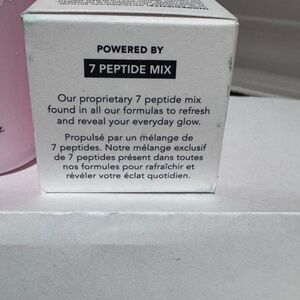 POWERED BY
7 PEPTIDE MIX
Our proprietary 7 peptide mix
found in all our formulas to refresh
and reveal your everyday glow.
Propulsé par un mélange de
7 peptides. Notre mélange exclusif
de 7 peptides présent dans toutes
nos formules pour rafraîchir et
révéler votre éclat quotidien.